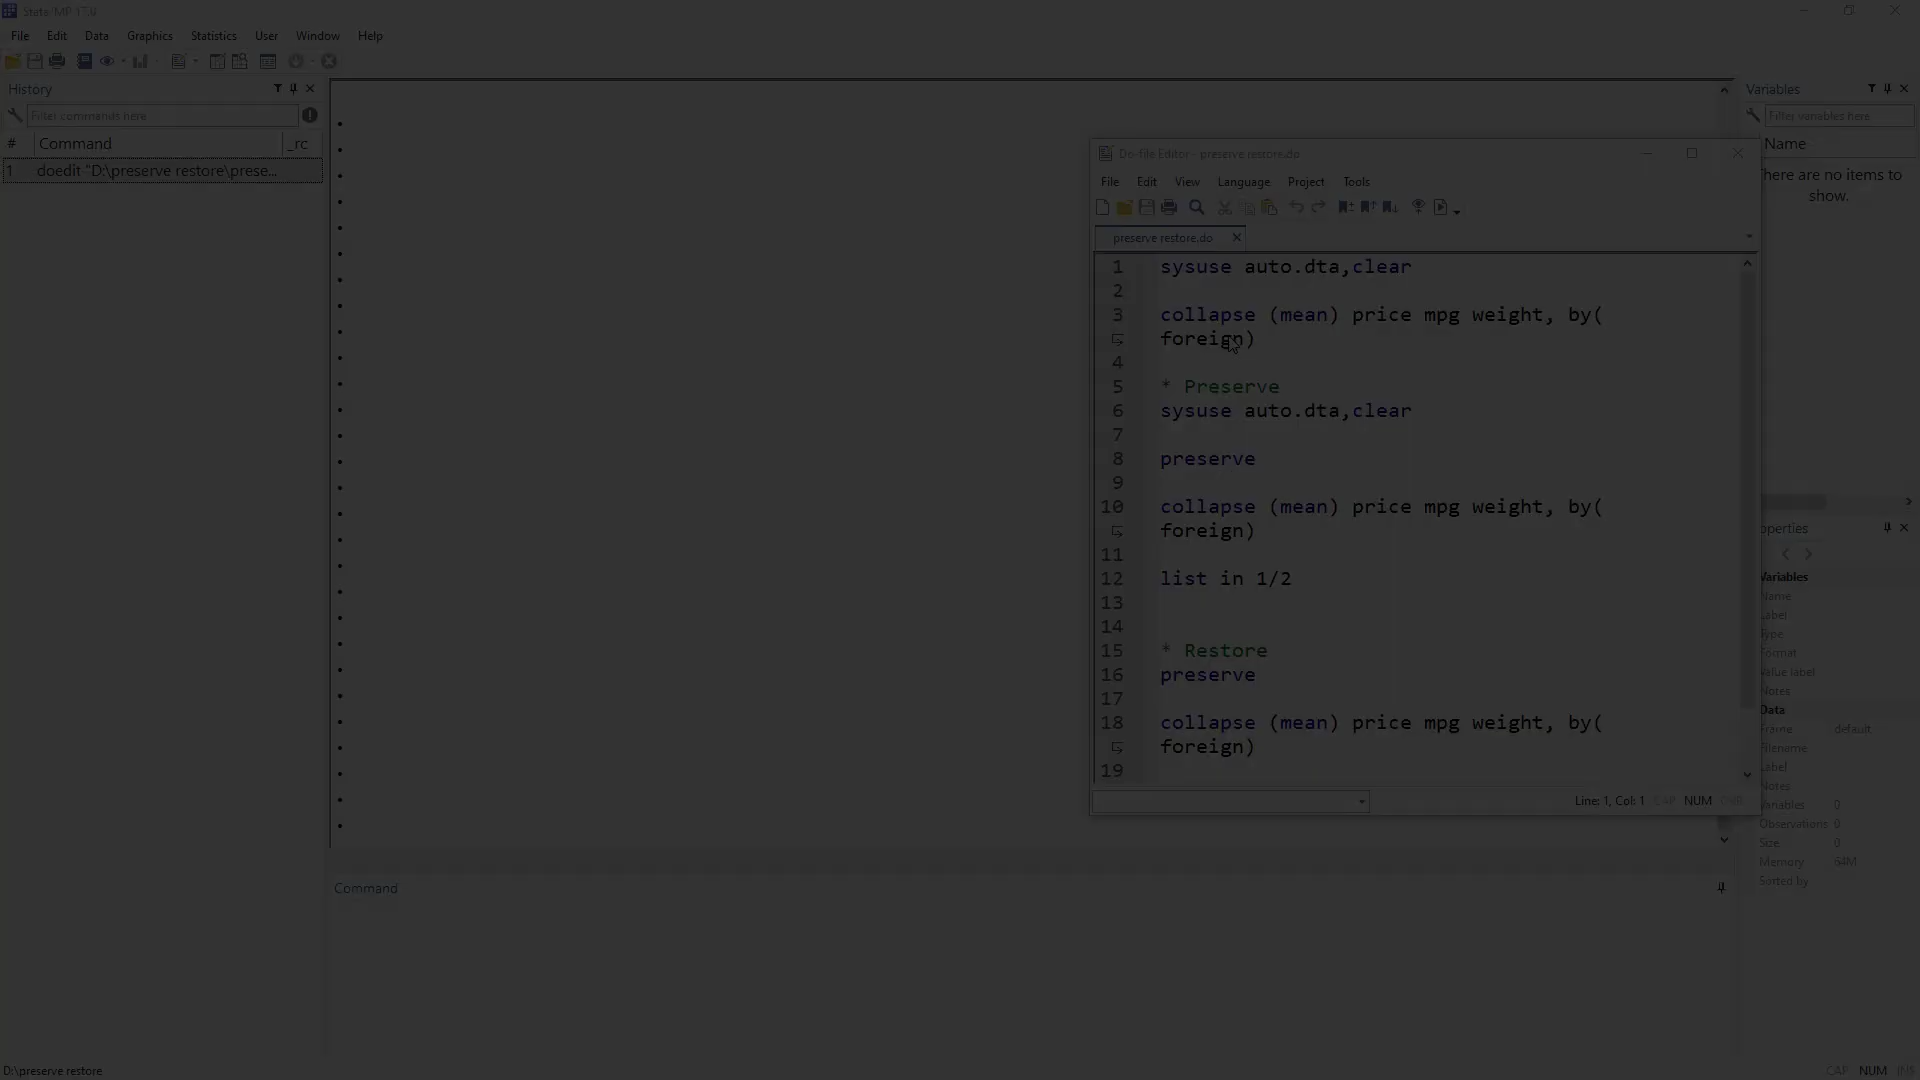 Stata/MP 17.0
File Edit Data Graphics Statistics User Window Help
History
Filter commands here
# Command _rc
1 doedit "D:\preserve restore\prese...
Do-file Editor - preserve restore.do
File Edit View Language Project Tools
preserve restore.do
1 sysuse auto.dta,clear
2
3 collapse (mean) price mpg weight, by(
foreign)
4
5 * Preserve
6 sysuse auto.dta,clear
7
8 preserve
9
10 collapse (mean) price mpg weight, by(
foreign)
11
12 list in 1/2
13
14
15 * Restore
16 preserve
17
18 collapse (mean) price mpg weight, by(
foreign)
19
Line: 1, Col: 1 CAP NUM OVR
Variables
Filter variables here
Name
here are no items to
show.
operties
Variables
Name
Label
Type
Format
Value label
Notes
Data
Frame default
Filename
Label
Notes
Variables 0
Observations 0
Size 0
Memory 64M
Sorted by
Command
D:\preserve restore
CAP NUM INS